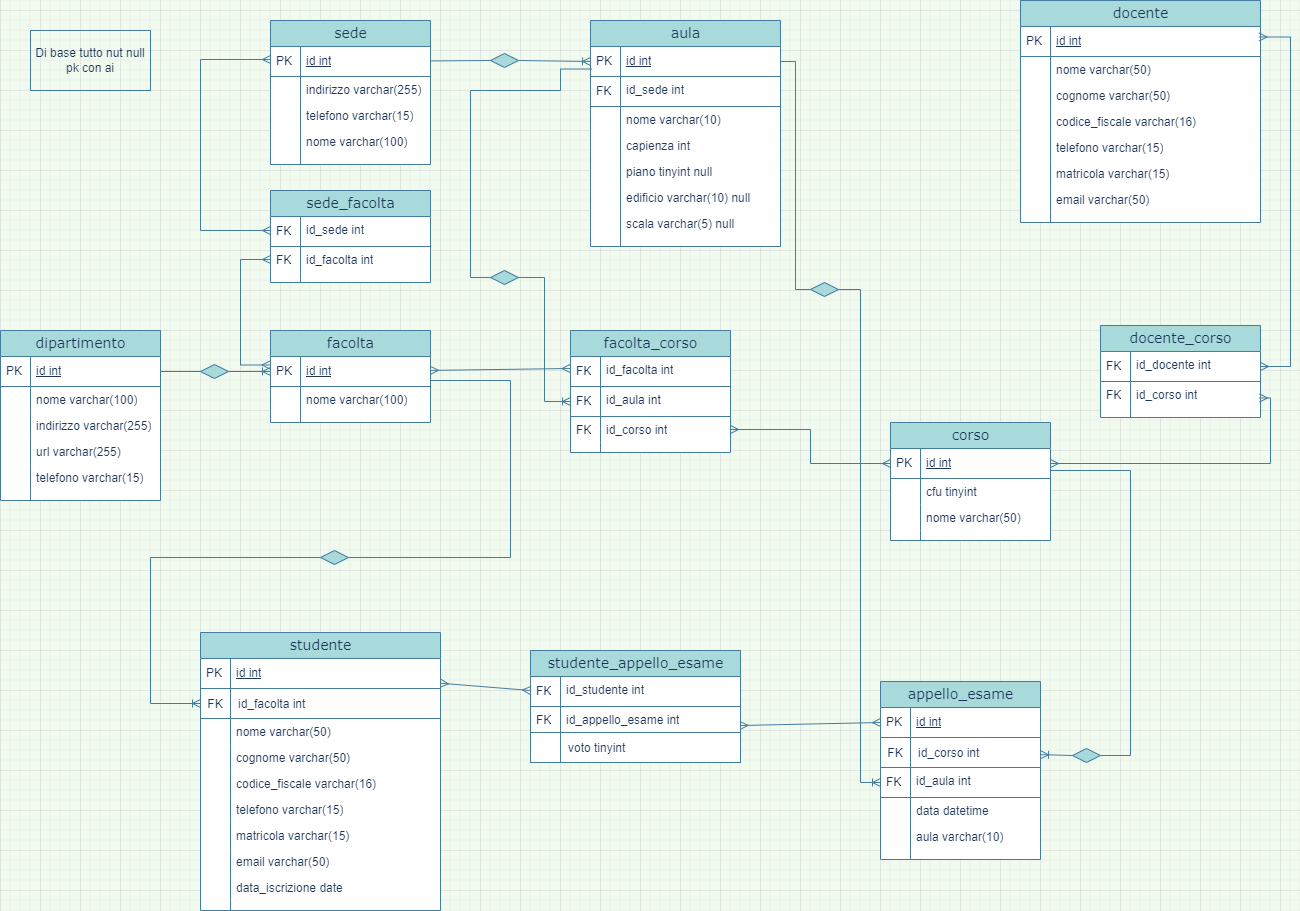 Di base tutto nut null
pk con ai
sede
PK id int
indirizzo varchar(255)
telefono varchar(15)
nome varchar(100)
aula
PK id int
FK id_sede int
nome varchar(10)
capienza int
piano tinyint null
edificio varchar(10) null
scala varchar(5) null
docente
PK id int
nome varchar(50)
cognome varchar(50)
codice_fiscale varchar(16)
telefono varchar(15)
matricola varchar(15)
email varchar(50)
sede_facolta
FK id_sede int
FK id_facolta int
dipartimento
PK id int
nome varchar(100)
indirizzo varchar(255)
url varchar(255)
telefono varchar(15)
facolta
PK id int
nome varchar(100)
facolta_corso
FK id_facolta int
FK id_aula int
FK id_corso int
docente_corso
FK id_docente int
FK id_corso int
corso
PK id int
cfu tinyint
nome varchar(50)
studente
PK id int
FK id_facolta int
nome varchar(50)
cognome varchar(50)
codice_fiscale varchar(16)
telefono varchar(15)
matricola varchar(15)
email varchar(50)
data_iscrizione date
studente_appello_esame
FK id_studente int
FK id_appello_esame int
voto tinyint
appello_esame
PK id int
FK id_corso int
FK id_aula int
data datetime
aula varchar(10)